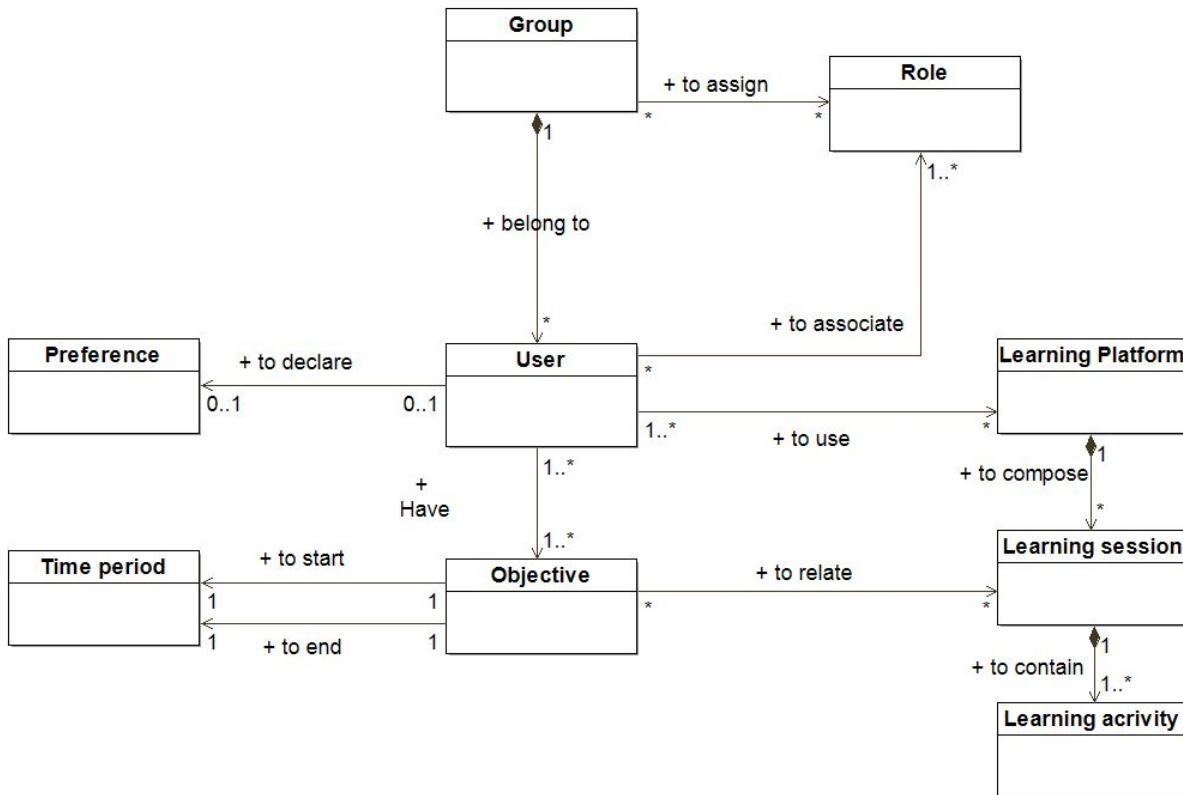 Group
Role
+ to assign
*
*
1
1..*
+ belong to
*
+ to associate
Preference
+ to declare
User
*
Learning Platform
0..1
0..1
1..*
+ to use
*
1
1..*
+ to compose
+
Have
*
1..*
Time period
+ to start
Objective
Learning session
+ to relate
1
1
*
*
1
+ to end
1
1
+ to contain
1..*
Learning acrivity